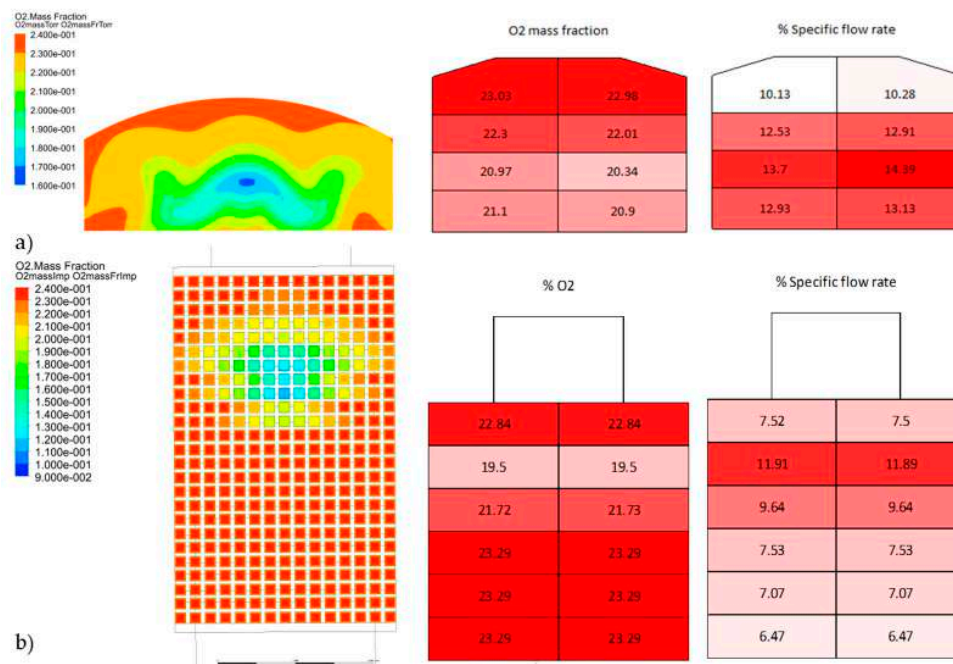 O2.Mass Fraction
O2massTorr O2massFrTorr
2.400e-001
2.300e-001
2.200e-001
2.100e-001
2.000e-001
1.900e-001
1.800e-001
1.700e-001
1.600e-001
O2 mass fraction
23.03 22.98
22.3 22.01
20.97 20.34
21.1 20.9
% Specific flow rate
10.13 10.28
12.53 12.91
13.7 14.39
12.93 13.13
a)
O2.Mass Fraction
O2massImp O2massFrImp
2.400e-001
2.300e-001
2.100e-001
2.000e-001
1.900e-001
1.800e-001
1.700e-001
1.600e-001
1.500e-001
1.400e-001
1.300e-001
1.200e-001
1.100e-001
1.000e-001
9.000e-002
% O2
22.84 22.84
19.5 19.5
21.72 21.73
23.29 23.29
23.29 23.29
23.29 23.29
% Specific flow rate
7.52 7.5
11.91 11.89
9.64 9.64
7.53 7.53
7.07 7.07
6.47 6.47
b)